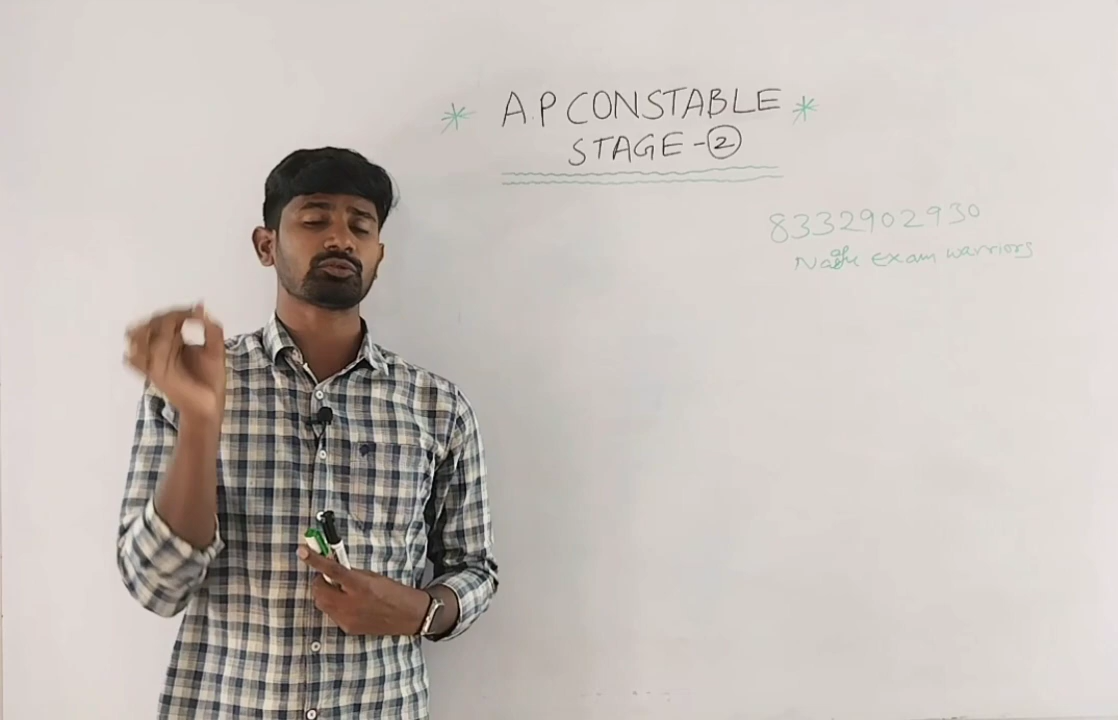 * A.P CONSTABLE *
STAGE - 2
8332902930
exam warriors